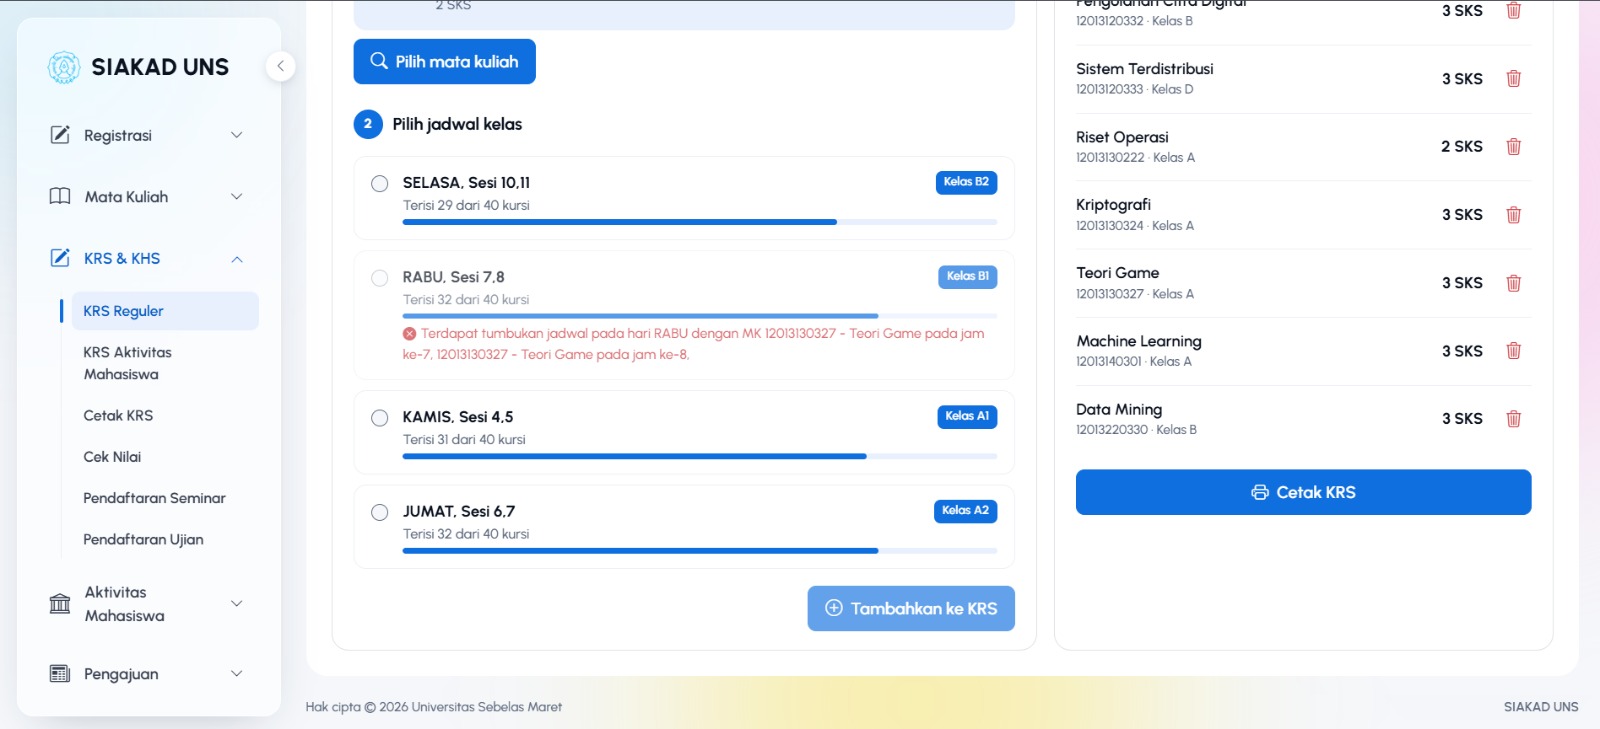 SIAKAD UNS
Registrasi
Mata Kuliah
KRS & KHS
KRS Reguler
KRS Aktivitas
Mahasiswa
Cetak KRS
Cek Nilai
Pendaftaran Seminar
Pendaftaran Ujian
Aktivitas
Mahasiswa
Pengajuan
2 SKS
Pilih mata kuliah
2 Pilih jadwal kelas
SELASA, Sesi 10,11 Kelas B2
Terisi 29 dari 40 kursi
RABU, Sesi 7,8 Kelas B1
Terisi 32 dari 40 kursi
Terdapat tumbukan jadwal pada hari RABU dengan MK 12013130327 - Teori Game pada jam
ke-7, 12013130327 - Teori Game pada jam ke-8,
KAMIS, Sesi 4,5 Kelas A1
Terisi 31 dari 40 kursi
JUMAT, Sesi 6,7 Kelas A2
Terisi 32 dari 40 kursi
Tambahkan ke KRS
Pengolahan Citra Digital 3 SKS
12013120332 · Kelas B
Sistem Terdistribusi 3 SKS
12013120333 · Kelas D
Riset Operasi 2 SKS
12013130222 · Kelas A
Kriptografi 3 SKS
12013130324 · Kelas A
Teori Game 3 SKS
12013130327 · Kelas A
Machine Learning 3 SKS
12013140301 · Kelas A
Data Mining 3 SKS
12013220330 · Kelas B
Cetak KRS
Hak cipta © 2026 Universitas Sebelas Maret
SIAKAD UNS